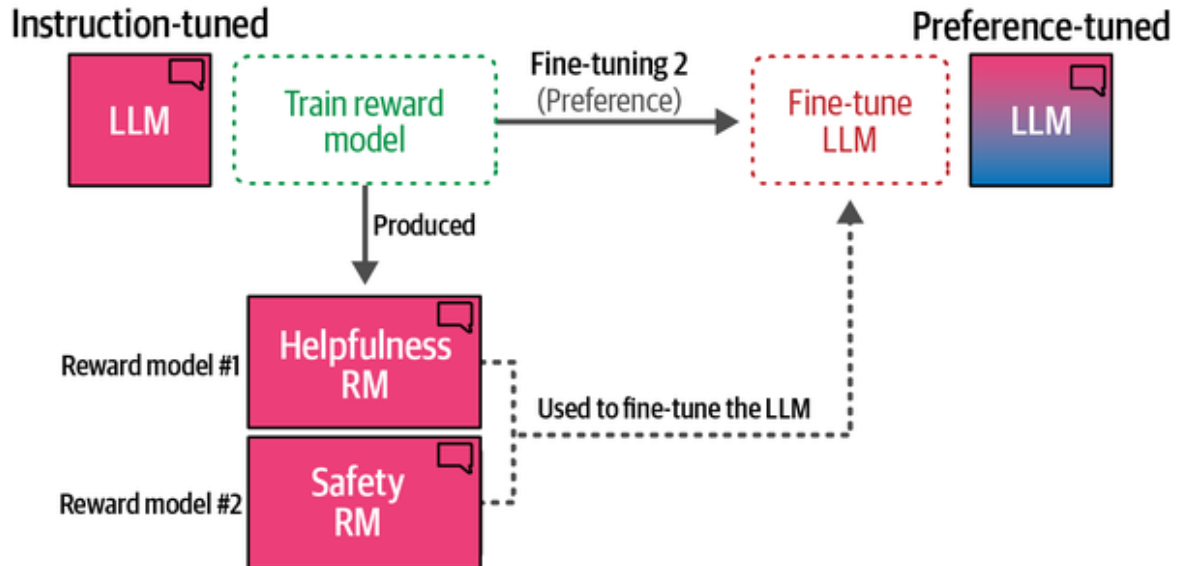 Instruction-tuned
Preference-tuned
LLM
Train reward
model
Fine-tuning 2
(Preference)
Fine-tune
LLM
LLM
Produced
Reward model #1
Helpfulness
RM
Used to fine-tune the LLM
Reward model #2
Safety
RM